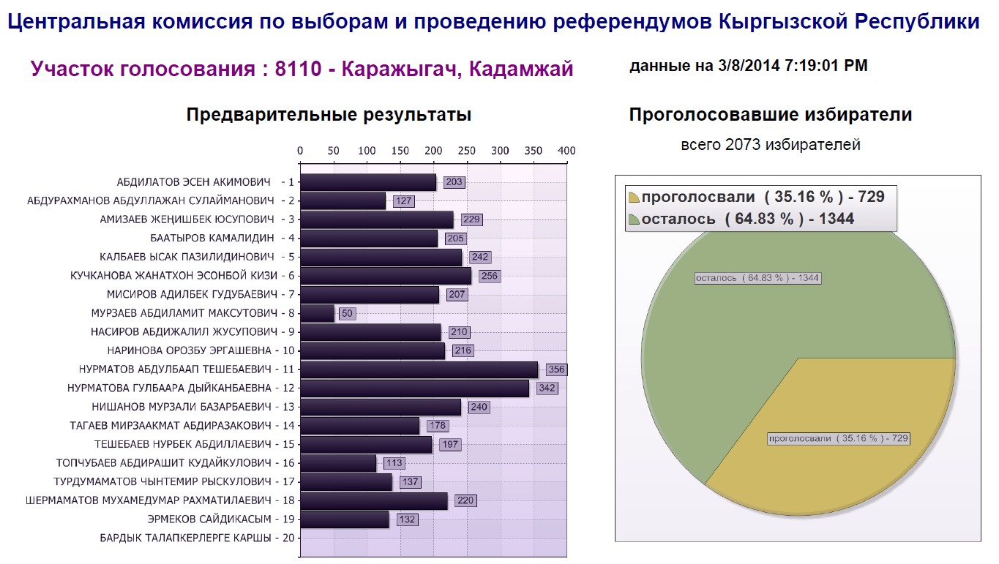 Центральная комиссия по выборам и проведению референдумов Кыргызской Республики
Участок голосования : 8110 - Каражыгач, Кадамжай
данные на 3/8/2014 7:19:01 PM
Предварительные результаты
Проголосовавшие избиратели
всего 2073 избирателей
0 50 100 150 200 250 300 350 400
АБДИЛАТОВ ЭСЕН АКИМОВИЧ - 1 203
АБДУРАХМАНОВ АБДУЛЛАЖАН СУЛАЙМАНОВИЧ - 2 127
АМИЗАЕВ ЖЕҢИШБЕК ЮСУПОВИЧ - 3 229
БААТЫРОВ КАМАЛИДИН - 4 205
КАЛБАЕВ ЫСАК ПАЗИЛИДИНОВИЧ - 5 242
КУЧКАНОВА ЖАНАТХОН ЭСОНБОЙ КИЗИ - 6 256
МИСИРОВ АДИЛБЕК ГУДУБАЕВИЧ - 7 207
МУРЗАЕВ АБДИЛАМИТ МАКСУТОВИЧ - 8 50
НАСИРОВ АБДИЖАЛИЛ ЖУСУПОВИЧ - 9 210
НАРИНОВА ОРОЗБУ ЭРГАШЕВНА - 10 216
НУРМАТОВ АБДУЛБААП ТЕШЕБАЕВИЧ - 11 356
НУРМАТОВА ГУЛБААРА ДЫЙКАНБАЕВНА - 12 342
НИШАНОВ МУРЗАЛИ БАЗАРБАЕВИЧ - 13 240
ТАГАЕВ МИРЗААКМАТ АБДИРАЗАКОВИЧ - 14 178
ТЕШЕБАЕВ НУРБЕК АБДИЛЛАЕВИЧ - 15 197
ТОПЧУБАЕВ АБДИРАШИТ КУДАЙКУЛОВИЧ - 16 113
ТУРДУМАМАТОВ ЧЫНТЕМИР РЫСКУЛОВИЧ - 17 137
ШЕРМАМАТОВ МУХАМЕДУМАР РАХМАТИЛАЕВИЧ - 18 220
ЭРМЕКОВ САЙДИКАСЫМ - 19 132
БАРДЫК ТАЛАПКЕРЛЕРГЕ КАРШЫ - 20
проголосвали ( 35.16 % ) - 729
осталось ( 64.83 % ) - 1344
осталось ( 64.83 % ) - 1344
проголосвали ( 35.16 % ) - 729